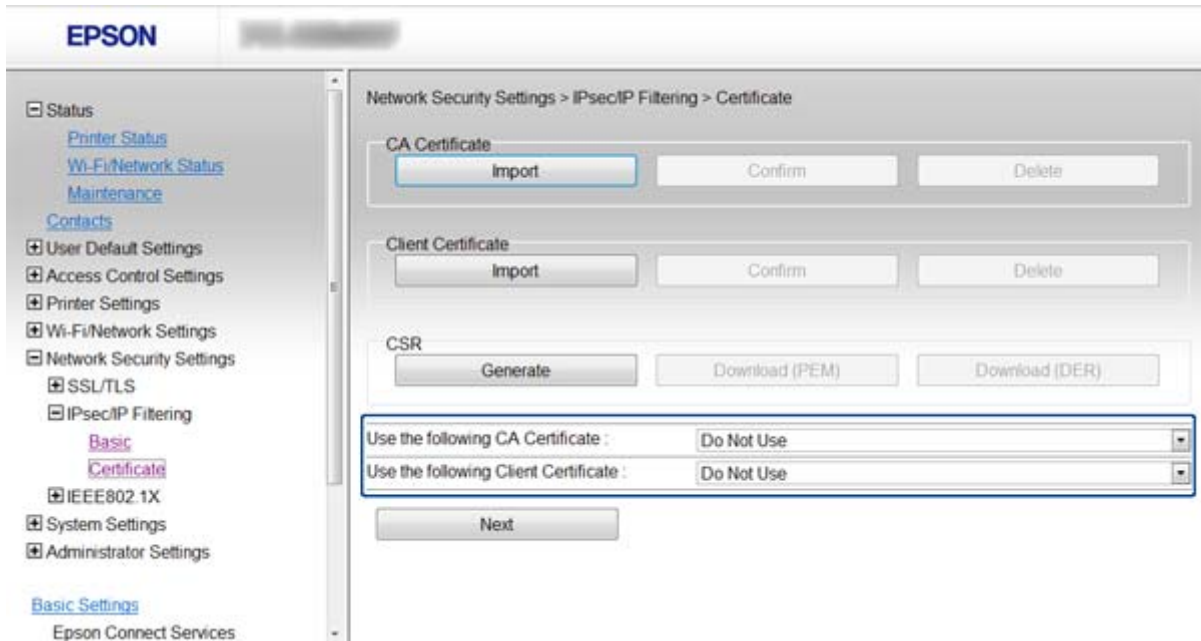 EPSON
Status
Printer Status
Wi-Fi/Network Status
Maintenance
Contacts
User Default Settings
Access Control Settings
Printer Settings
Wi-Fi/Network Settings
Network Security Settings
SSL/TLS
IPsec/IP Filtering
Basic
Certificate
IEEE802.1X
System Settings
Administrator Settings
Basic Settings
Epson Connect Services
Network Security Settings > IPsec/IP Filtering > Certificate
CA Certificate
Import Confirm Delete
Client Certificate
Import Confirm Delete
CSR
Generate Download (PEM) Download (DER)
Use the following CA Certificate : Do Not Use
Use the following Client Certificate : Do Not Use
Next